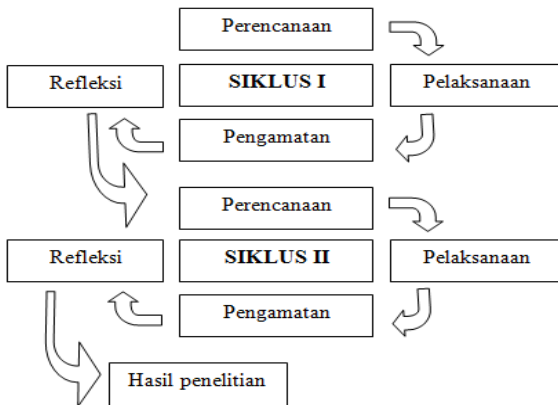 Perencanaan
Refleksi
SIKLUS I
Pelaksanaan
Pengamatan
Perencanaan
Refleksi
SIKLUS II
Pelaksanaan
Pengamatan
Hasil penelitian